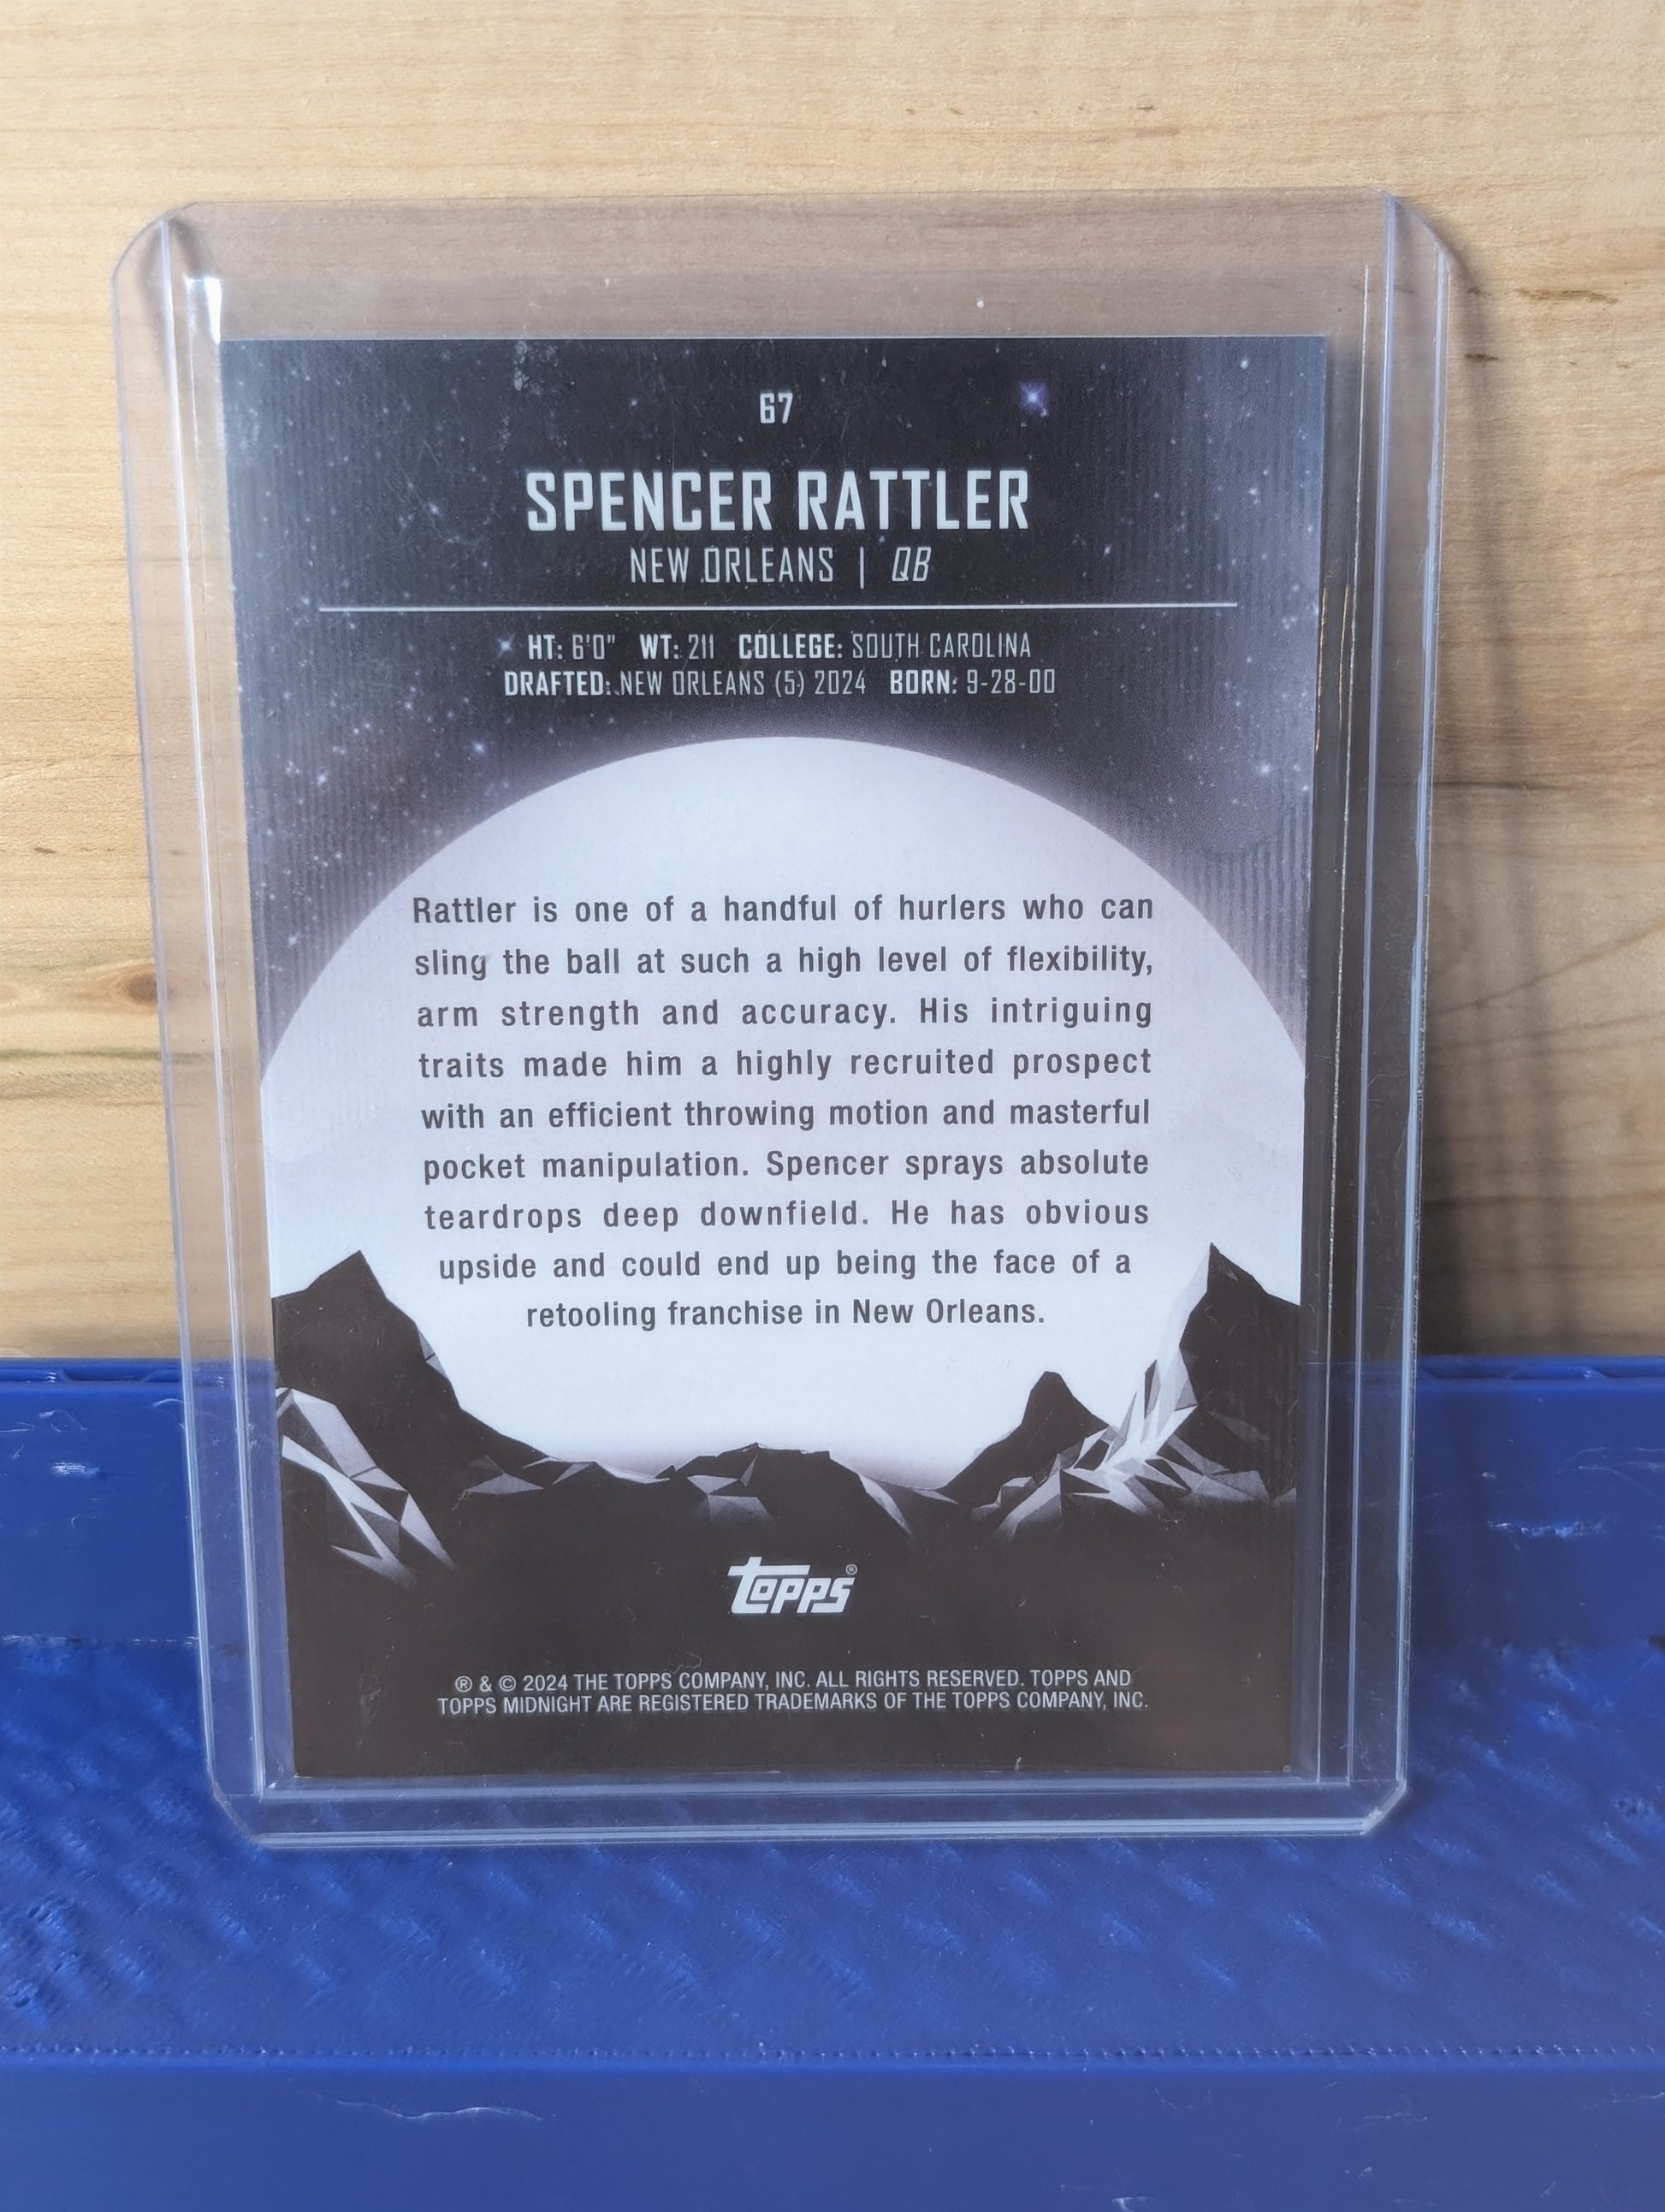 67
SPENCER RATTLER
NEW ORLEANS | QB
HT: 6'0" WT: 211 COLLEGE: SOUTH CAROLINA
DRAFTED: NEW ORLEANS (5) 2024 BORN: 9-28-00
Rattler is one of a handful of hurlers who can
sling the ball at such a high level of flexibility,
arm strength and accuracy. His intriguing
traits made him a highly recruited prospect
with an efficient throwing motion and masterful
pocket manipulation. Spencer sprays absolute
teardrops deep downfield. He has obvious
upside and could end up being the face of a
retooling franchise in New Orleans.
topps®
® & © 2024 THE TOPPS COMPANY, INC. ALL RIGHTS RESERVED. TOPPS AND
TOPPS MIDNIGHT ARE REGISTERED TRADEMARKS OF THE TOPPS COMPANY, INC.